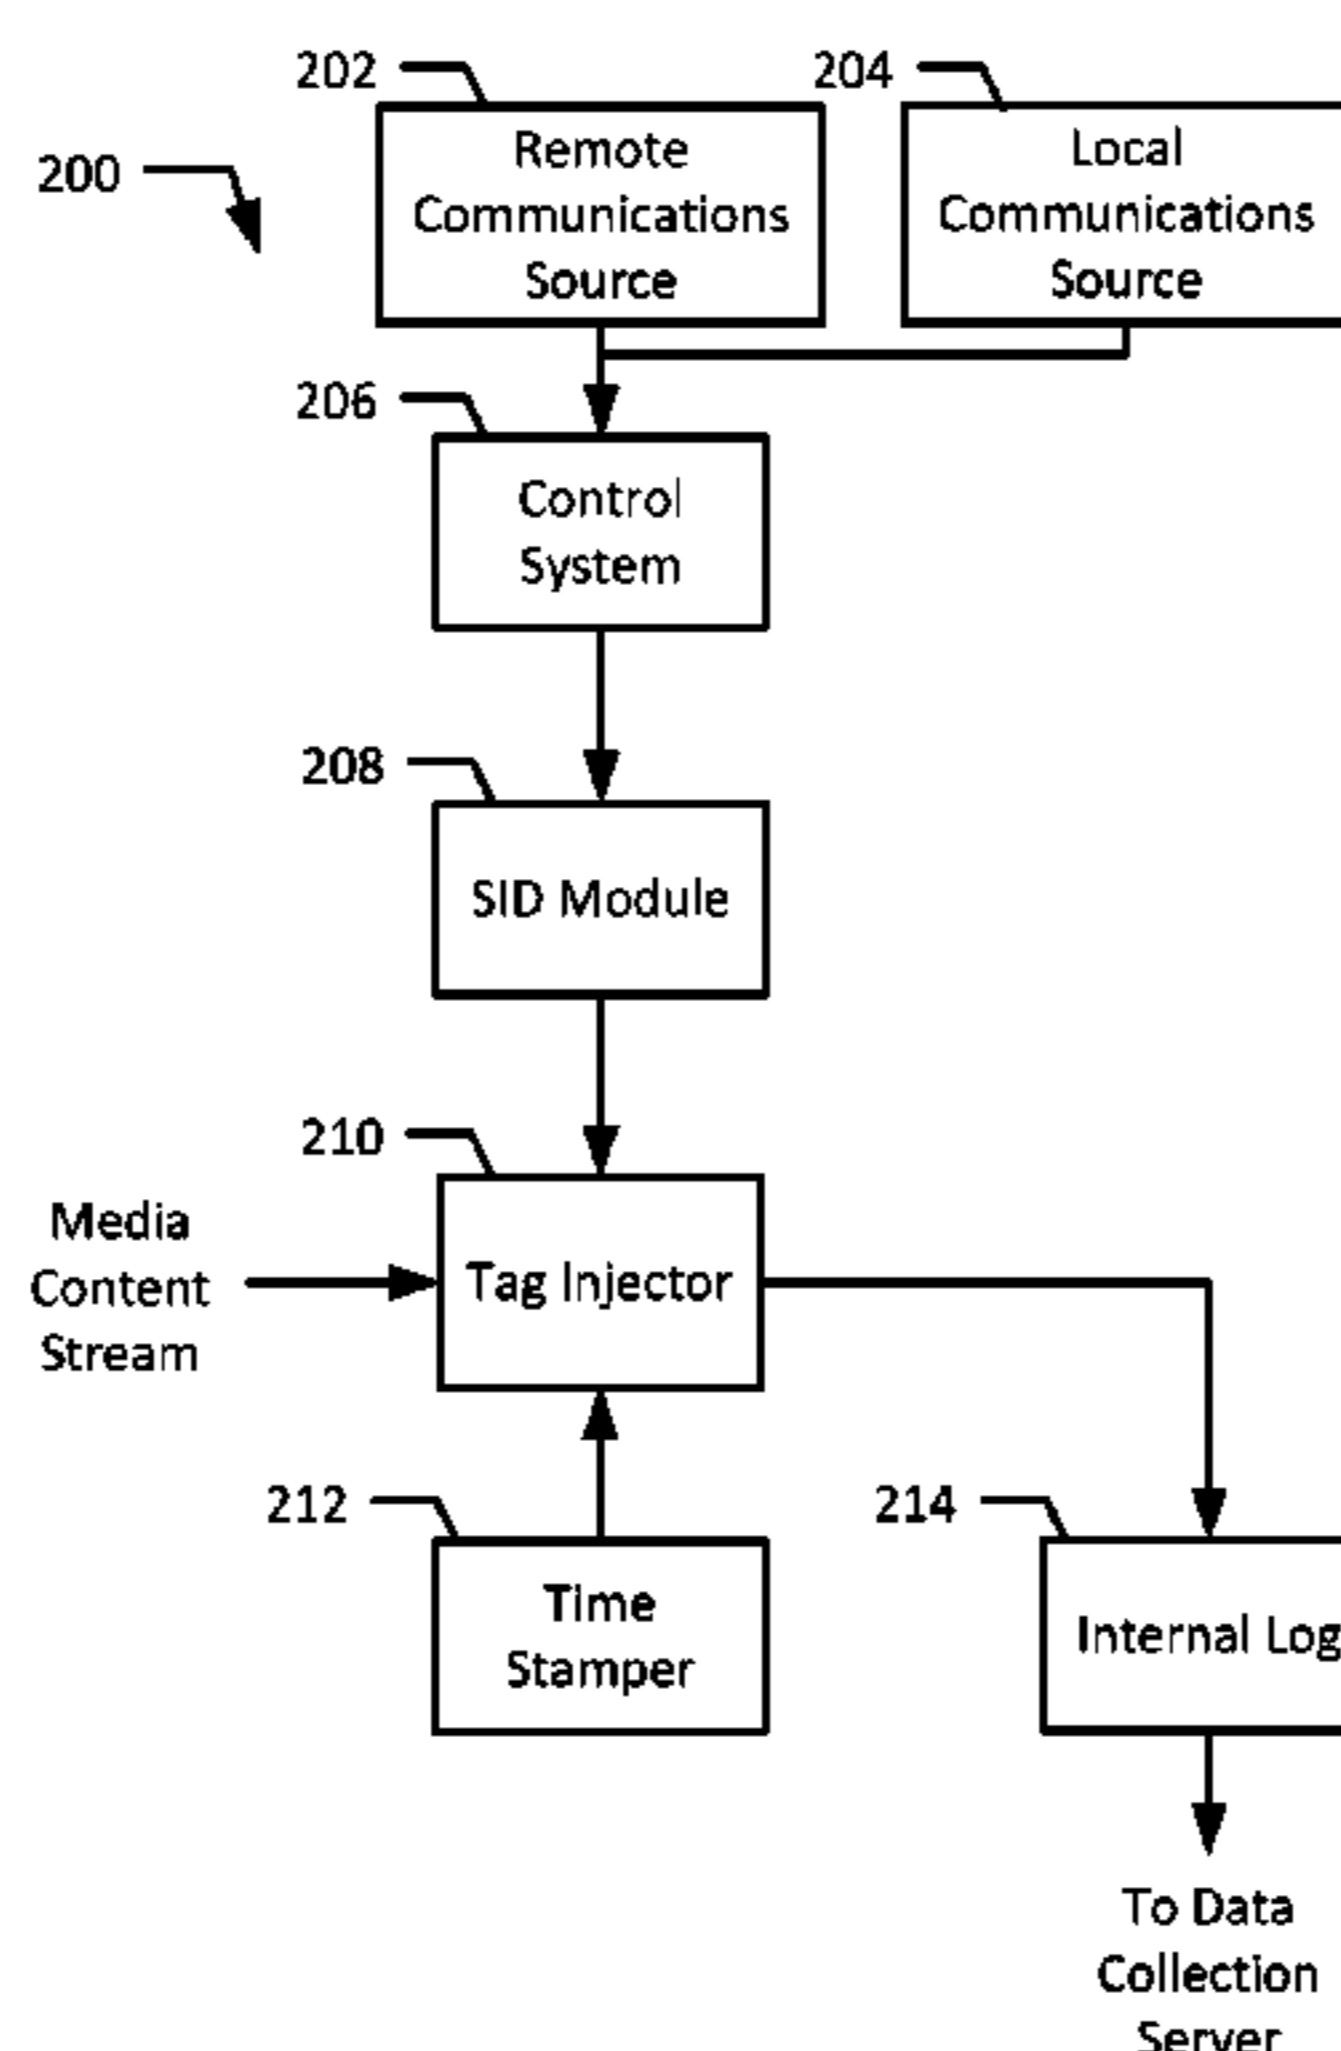 202
204
200
Remote
Communications
Source
Local
Communications
Source
206
Control
System
208
SID Module
210
Media
Content
Stream
Tag Injector
212
214
Time
Stamper
Internal Log
To Data
Collection
Server